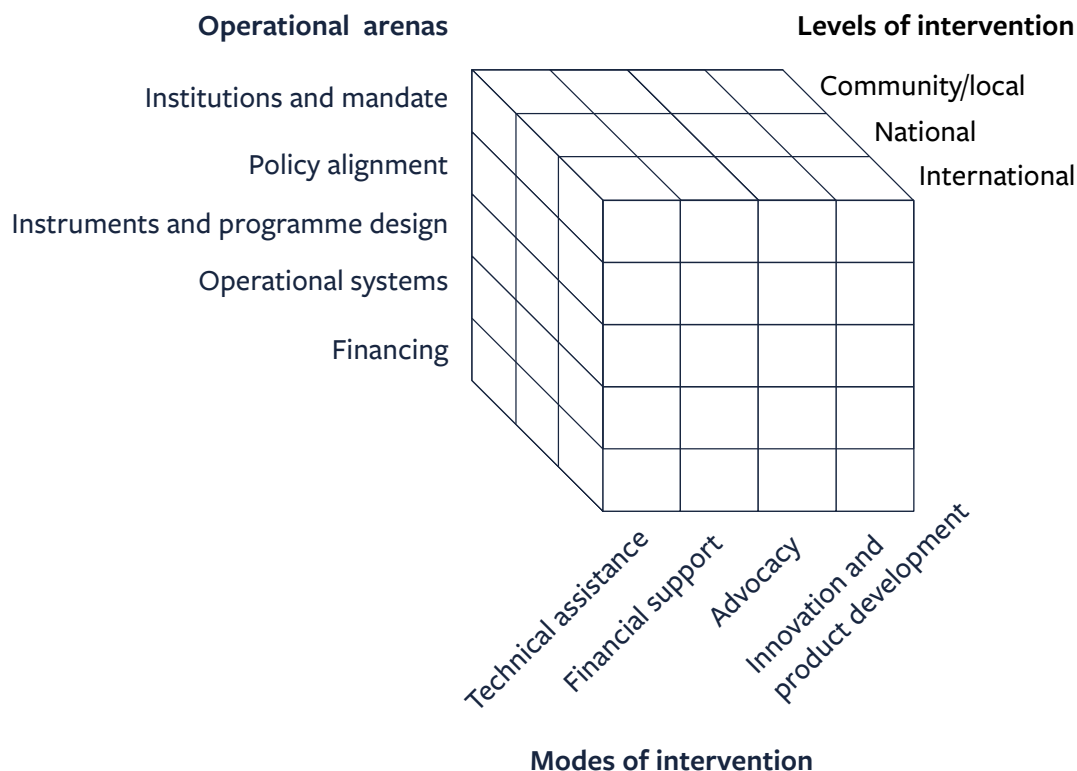 Operational arenas
Levels of intervention
Institutions and mandate
Policy alignment
Instruments and programme design
Operational systems
Financing
Community/local
National
International
Technical assistance
Financial support
Advocacy
Innovation and
product development
Modes of intervention